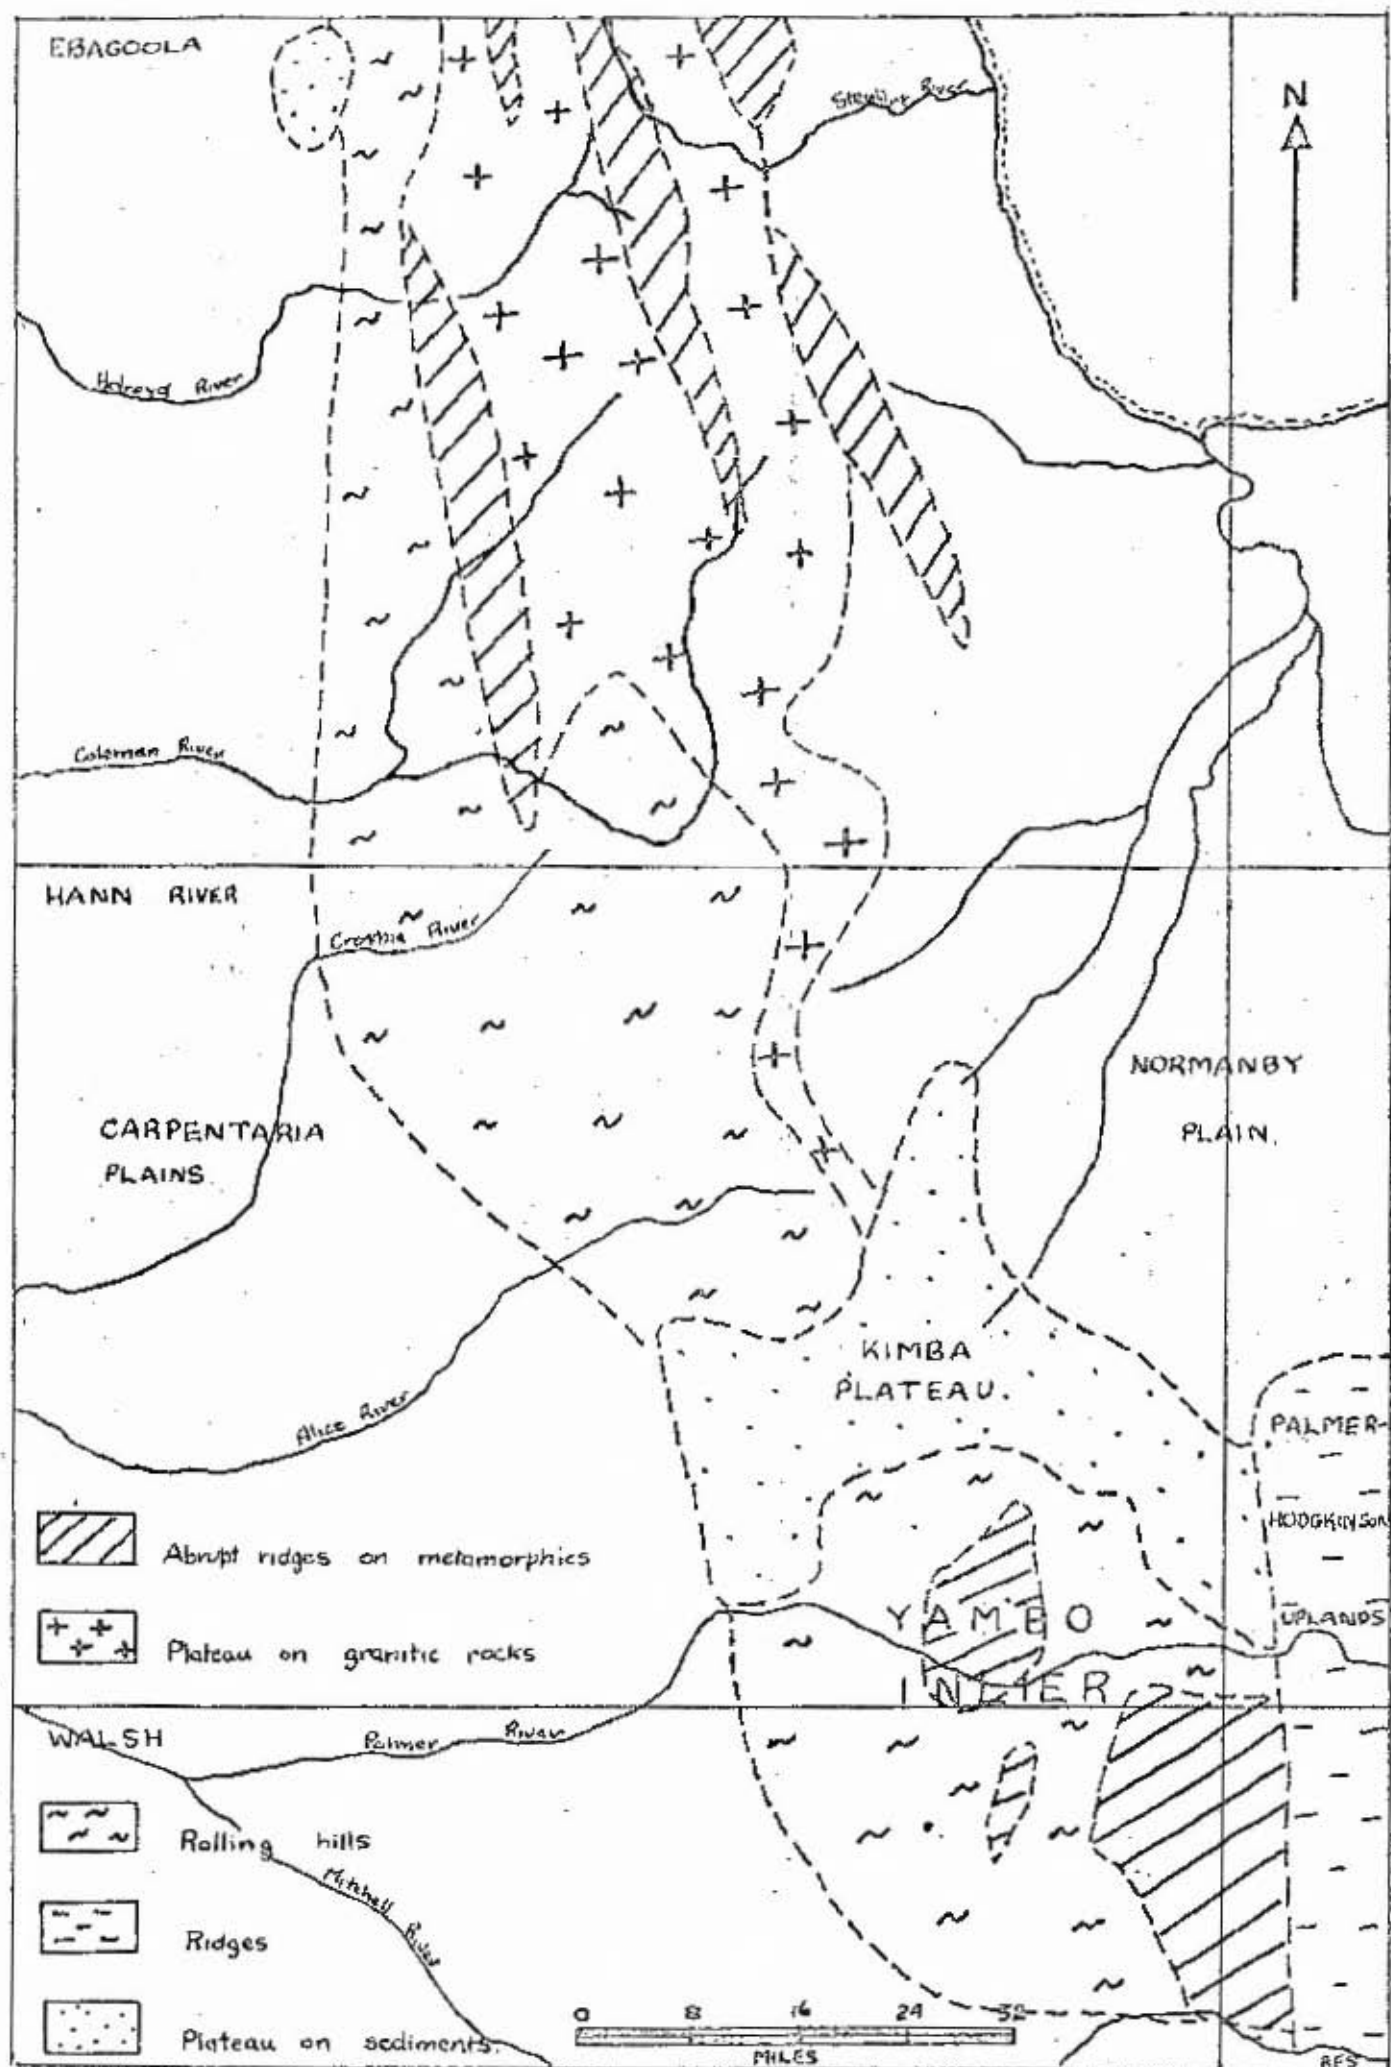 EBAGOOLA
Stewart River
N
Holroyd River
Coleman River
HANN RIVER
Crosbie River
NORMANBY
PLAIN.
CARPENTARIA
PLAINS
KIMBA
PLATEAU.
Alice River
PALMER-
HODGKINSON
UPLANDS
Abrupt ridges on metamorphics
YAMBO
INLIER
Plateau on granitic rocks
WALSH
Palmer River
Rolling hills
Mitchell River
Ridges
0 8 16 24 32
MILES
Plateau on sediments.